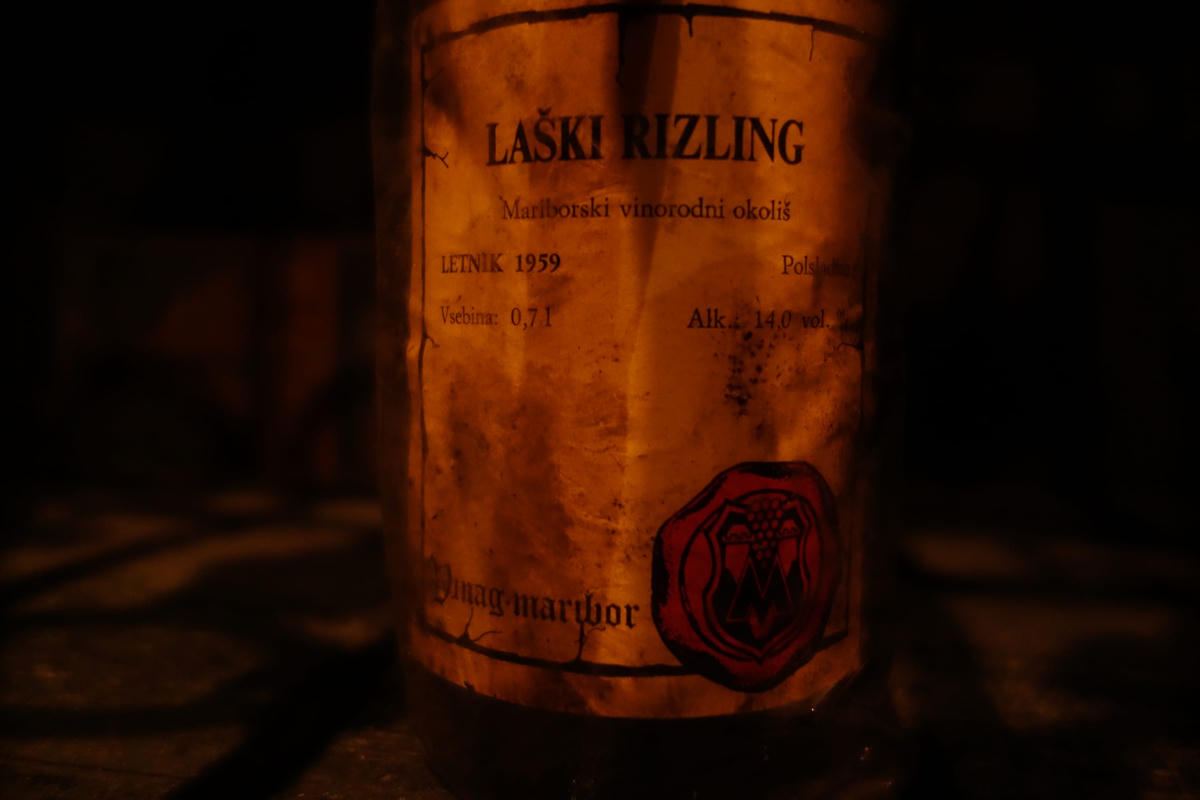 LAŠKI RIZLING
Mariborski vinorodni okoliš
LETNIK 1959
Vsebina: 0,7 l
Alk.: 14,0 vol. %
Vinag maribor